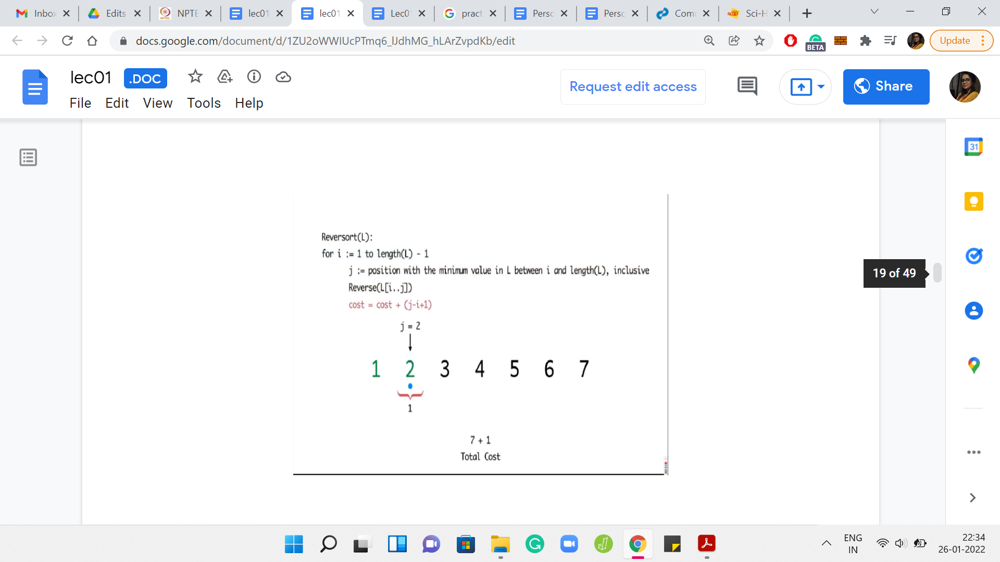 Inbox Edits NPTE lec01 lec01 Lec01 pract Perso Perso Com Sci-H
docs.google.com/document/d/1ZU2oWWIUcPTmq6_lJdhMG_hLArZvpdKb/edit
BETA
Update
lec01 .DOC
File Edit View Tools Help
Request edit access
Share
31
19 of 49
Reversort(L):
for i := 1 to length(L) - 1
j := position with the minimum value in L between i and length(L), inclusive
Reverse(L[i..j])
cost = cost + (j-i+1)
j = 2
1 2 3 4 5 6 7
1
7 + 1
Total Cost
ENG
IN
22:34
26-01-2022